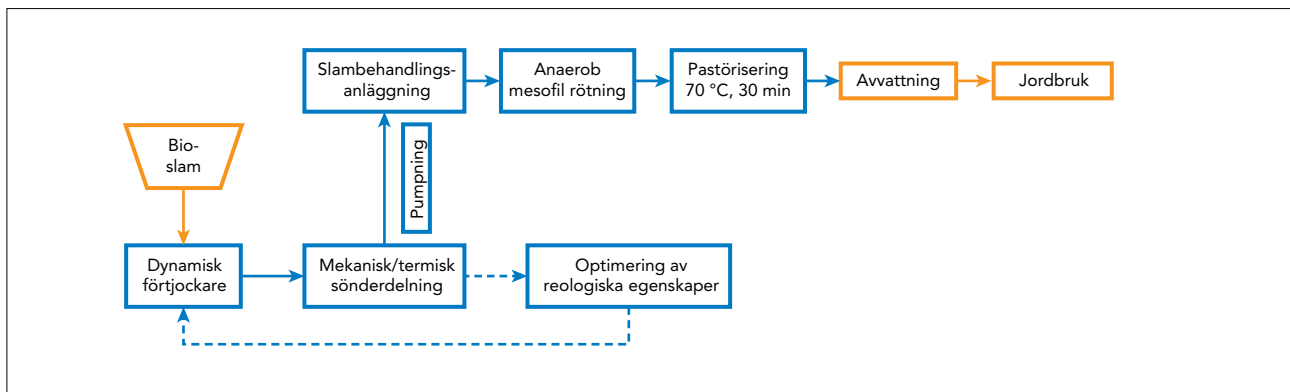 Slambehandlings-
anläggning
Anaerob
mesofil rötning
Pastörisering
70 °C, 30 min
Avvattning
Jordbruk
Bio-
slam
Pumpning
Dynamisk
förtjockare
Mekanisk/termisk
sönderdelning
Optimering av
reologiska egenskaper